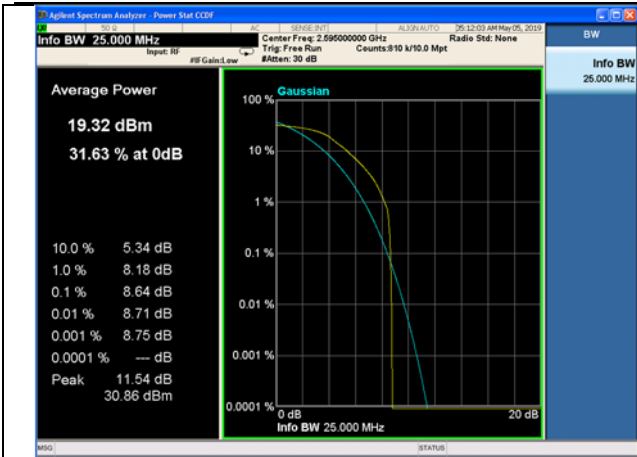 Agilent Spectrum Analyzer - Power Stat CCDF
50 Ω AC SENSE:INT ALIGN AUTO 05:12:03 AM May 05, 2019
Info BW 25.000 MHz
Center Freq: 2.595000000 GHz
Radio Std: None
Input: RF
Trig: Free Run
Counts:810 k/10.0 Mpt
#IFGain:Low
#Atten: 30 dB
BW
Info BW
25.000 MHz
Average Power
19.32 dBm
31.63 % at 0dB
10.0 % 5.34 dB
1.0 % 8.18 dB
0.1 % 8.64 dB
0.01 % 8.71 dB
0.001 % 8.75 dB
0.0001 % --- dB
Peak 11.54 dB
30.86 dBm
Gaussian
100 %
10 %
1 %
0.1 %
0.01 %
0.001 %
0.0001 %
0 dB 20 dB
Info BW 25.000 MHz
MSG STATUS